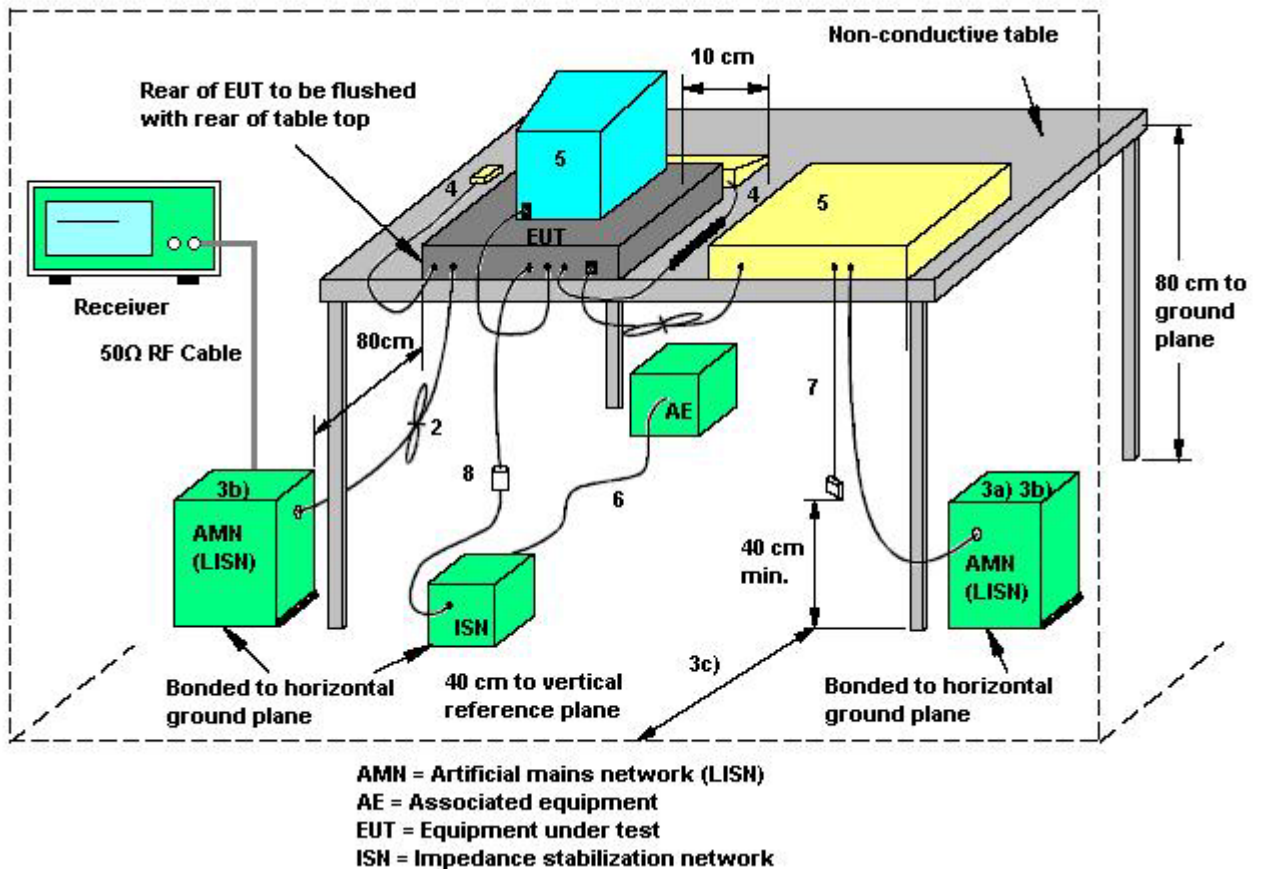 Non-conductive table
10 cm
Rear of EUT to be flushed
with rear of table top
5
4
4
5
EUT
Receiver
80 cm to
ground
plane
50Ω RF Cable
80cm
7
AE
2
8
3b)
6
3a) 3b)
AMN
(LISN)
40 cm
min.
AMN
(LISN)
ISN
3c)
Bonded to horizontal
ground plane
40 cm to vertical
reference plane
Bonded to horizontal
ground plane
AMN = Artificial mains network (LISN)
AE = Associated equipment
EUT = Equipment under test
ISN = Impedance stabilization network